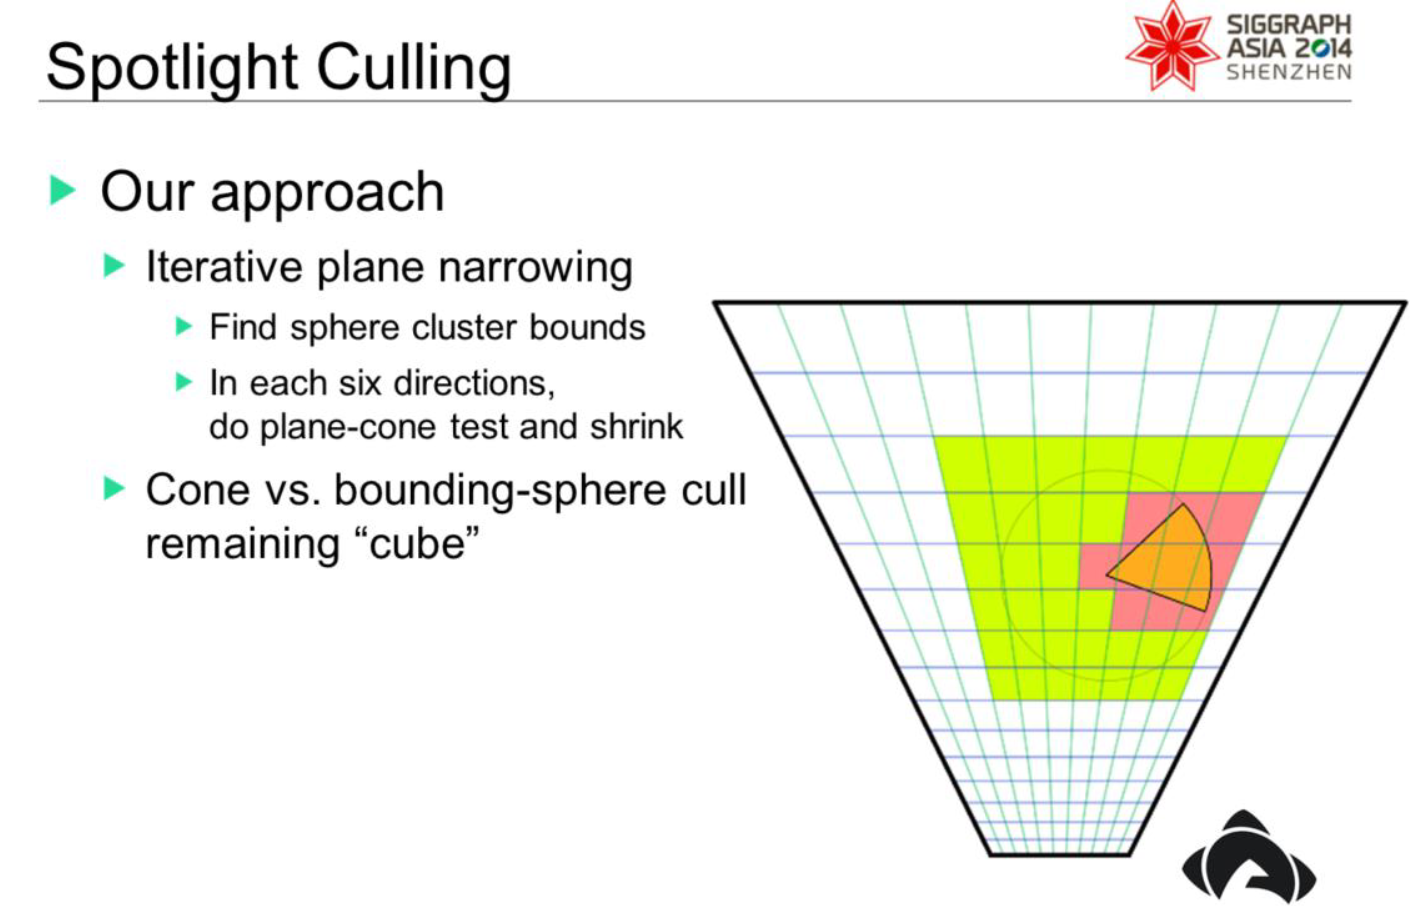 Spotlight Culling
SIGGRAPH
ASIA 2014
SHENZHEN
Our approach
Iterative plane narrowing
Find sphere cluster bounds
In each six directions,
do plane-cone test and shrink
Cone vs. bounding-sphere cull
remaining “cube”